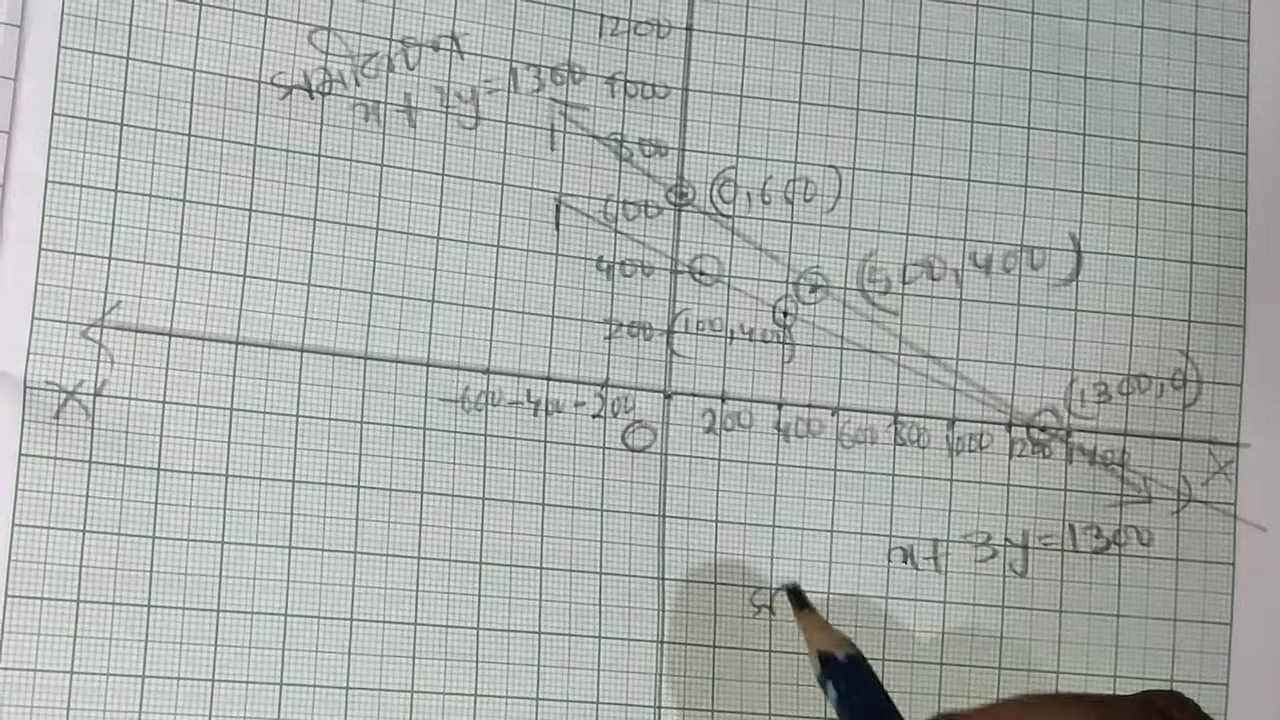 1200
x + 2y = 1300 1000
800
600 (0,650)
400 (500,400)
200 (100,400)
(1300,0)
X' -600 -400 -200 O 200 400 600 800 1000 1200 1400 X
x + 3y = 1300